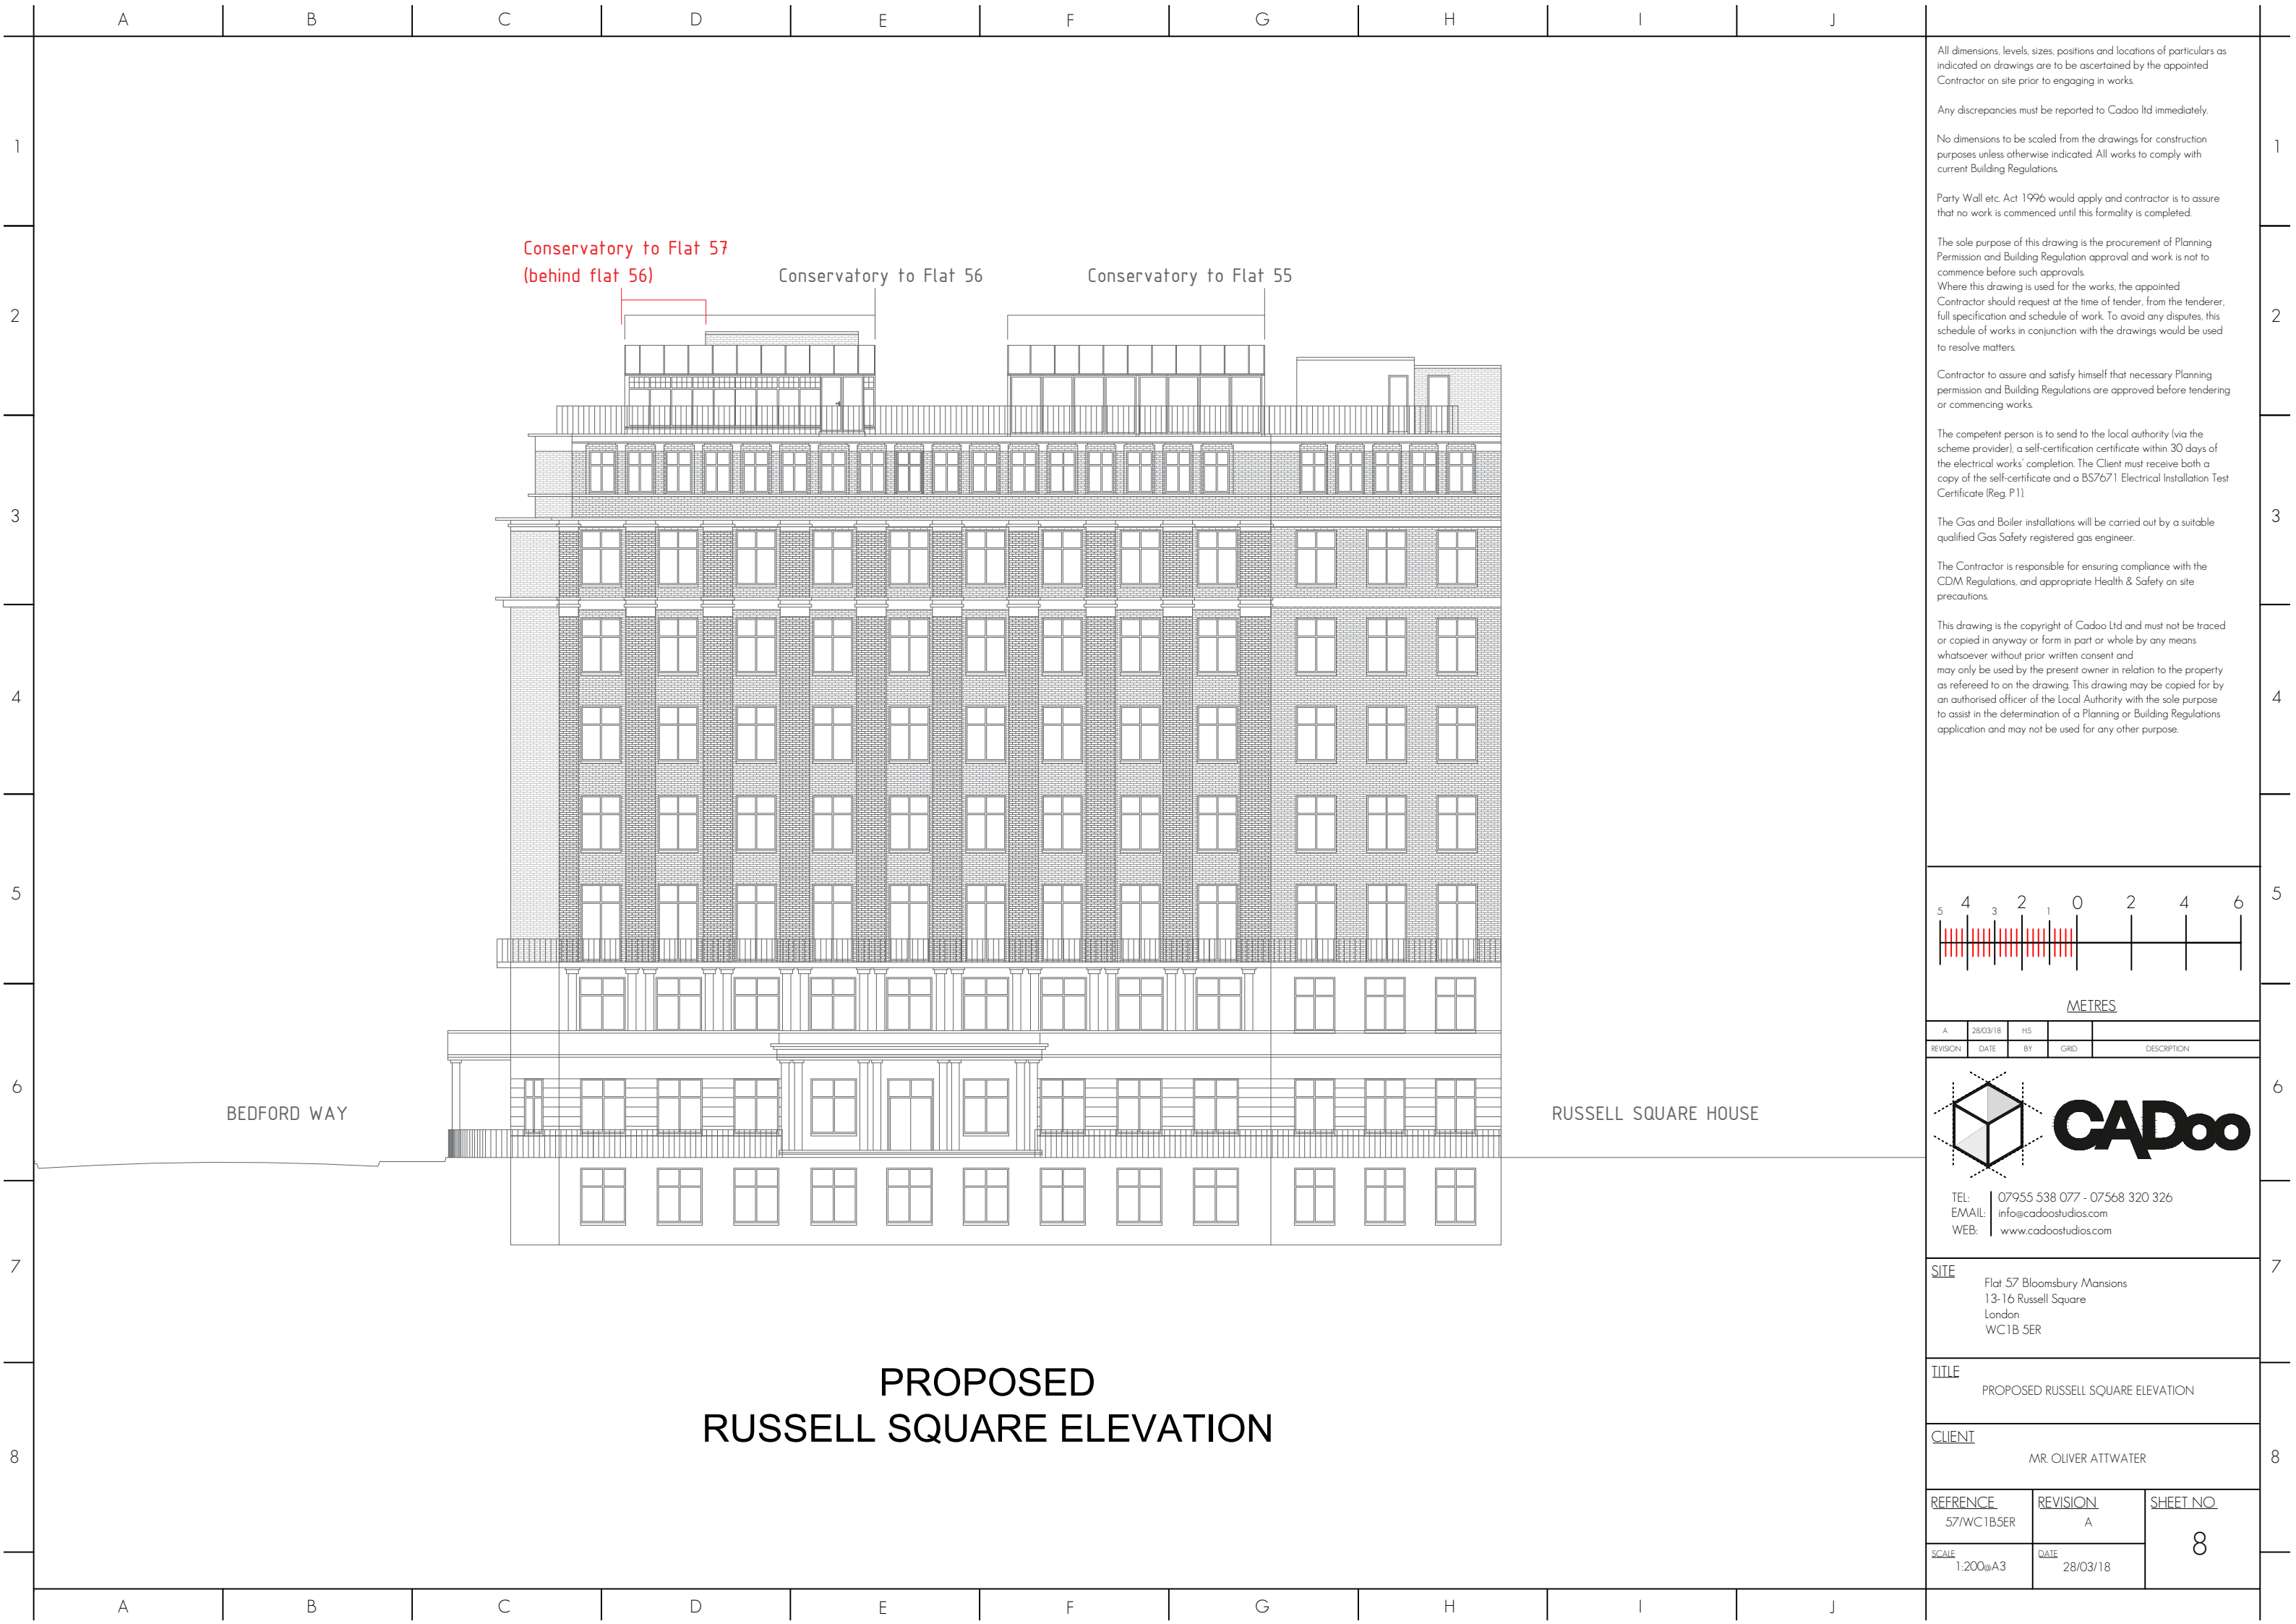 A B C D E F G H I J
1 1
2 2
3 3
4 4
5 5
6 6
7 7
8 8
Conservatory to Flat 57
(behind flat 56)
Conservatory to Flat 56
Conservatory to Flat 55
BEDFORD WAY
RUSSELL SQUARE HOUSE
PROPOSED
RUSSELL SQUARE ELEVATION
A B C D E F G H I J
All dimensions, levels, sizes, positions and locations of particulars as
indicated on drawings are to be ascertained by the appointed
Contractor on site prior to engaging in works.
Any discrepancies must be reported to Cadoo ltd immediately.
No dimensions to be scaled from the drawings for construction
purposes unless otherwise indicated. All works to comply with
current Building Regulations.
Party Wall etc. Act 1996 would apply and contractor is to assure
that no work is commenced until this formality is completed.
The sole purpose of this drawing is the procurement of Planning
Permission and Building Regulation approval and work is not to
commence before such approvals.
Where this drawing is used for the works, the appointed
Contractor should request at the time of tender, from the tenderer,
full specification and schedule of work. To avoid any disputes, this
schedule of works in conjunction with the drawings would be used
to resolve matters.
Contractor to assure and satisfy himself that necessary Planning
permission and Building Regulations are approved before tendering
or commencing works.
The competent person is to send to the local authority (via the
scheme provider), a self-certification certificate within 30 days of
the electrical works' completion. The Client must receive both a
copy of the self-certificate and a BS7671 Electrical Installation Test
Certificate (Reg. P1).
The Gas and Boiler installations will be carried out by a suitable
qualified Gas Safety registered gas engineer.
The Contractor is responsible for ensuring compliance with the
CDM Regulations, and appropriate Health & Safety on site
precautions.
This drawing is the copyright of Cadoo Ltd and must not be traced
or copied in anyway or form in part or whole by any means
whatsoever without prior written consent and
may only be used by the present owner in relation to the property
as refereed to on the drawing. This drawing may be copied for by
an authorised officer of the Local Authority with the sole purpose
to assist in the determination of a Planning or Building Regulations
application and may not be used for any other purpose.
5 4 3 2 1 0 2 4 6
METRES
A 28/03/18 HS
REVISION DATE BY GRID DESCRIPTION
CADoo
TEL: 07955 538 077 - 07568 320 326
EMAIL: info@cadoostudios.com
WEB: www.cadoostudios.com
SITE
Flat 57 Bloomsbury Mansions
13-16 Russell Square
London
WC1B 5ER
TITLE
PROPOSED RUSSELL SQUARE ELEVATION
CLIENT
MR. OLIVER ATTWATER
REFRENCE REVISION SHEET NO
57/WC1B5ER A 8
SCALE DATE
1:200@A3 28/03/18